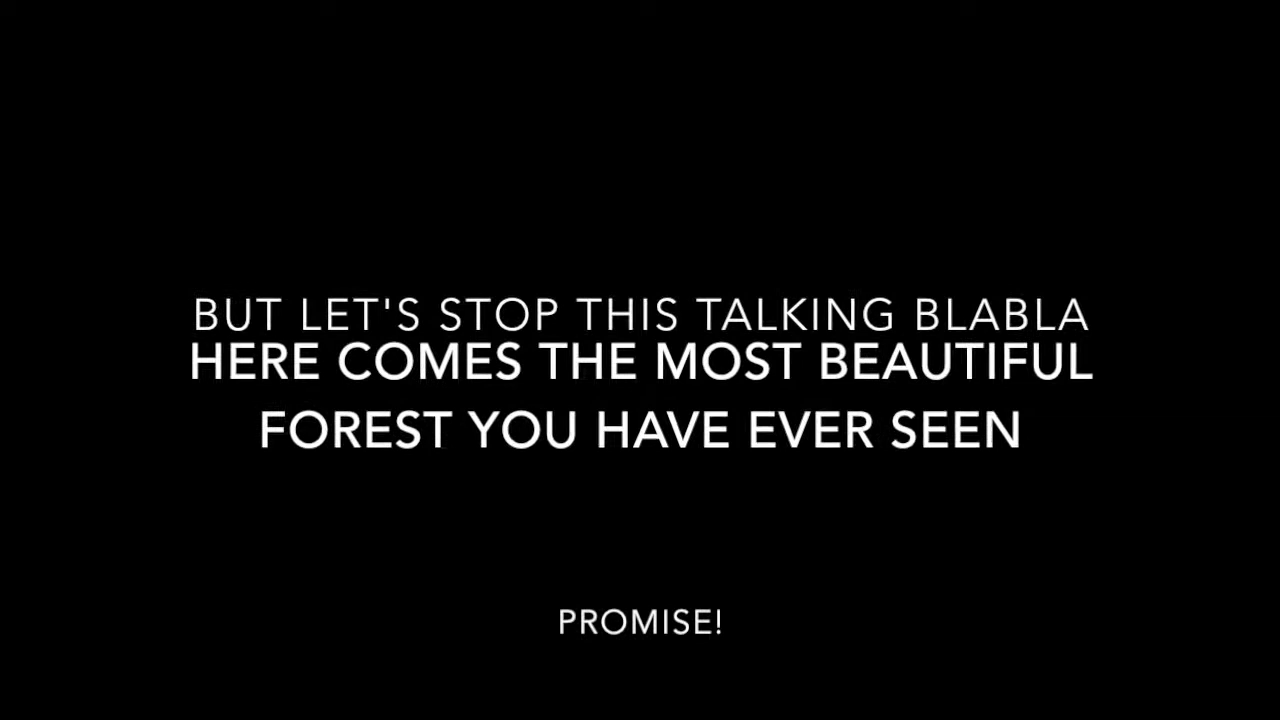 BUT LET'S STOP THIS TALKING BLABLA
HERE COMES THE MOST BEAUTIFUL
FOREST YOU HAVE EVER SEEN
PROMISE!